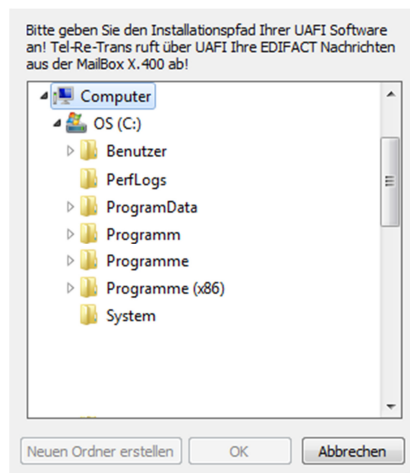 Bitte geben Sie den Installationspfad Ihrer UAFI Software
an! Tel-Re-Trans ruft über UAFI Ihre EDIFACT Nachrichten
aus der MailBox X.400 ab!
Computer
OS (C:)
Benutzer
PerfLogs
ProgramData
Programm
Programme
Programme (x86)
System
Neuen Ordner erstellen OK Abbrechen